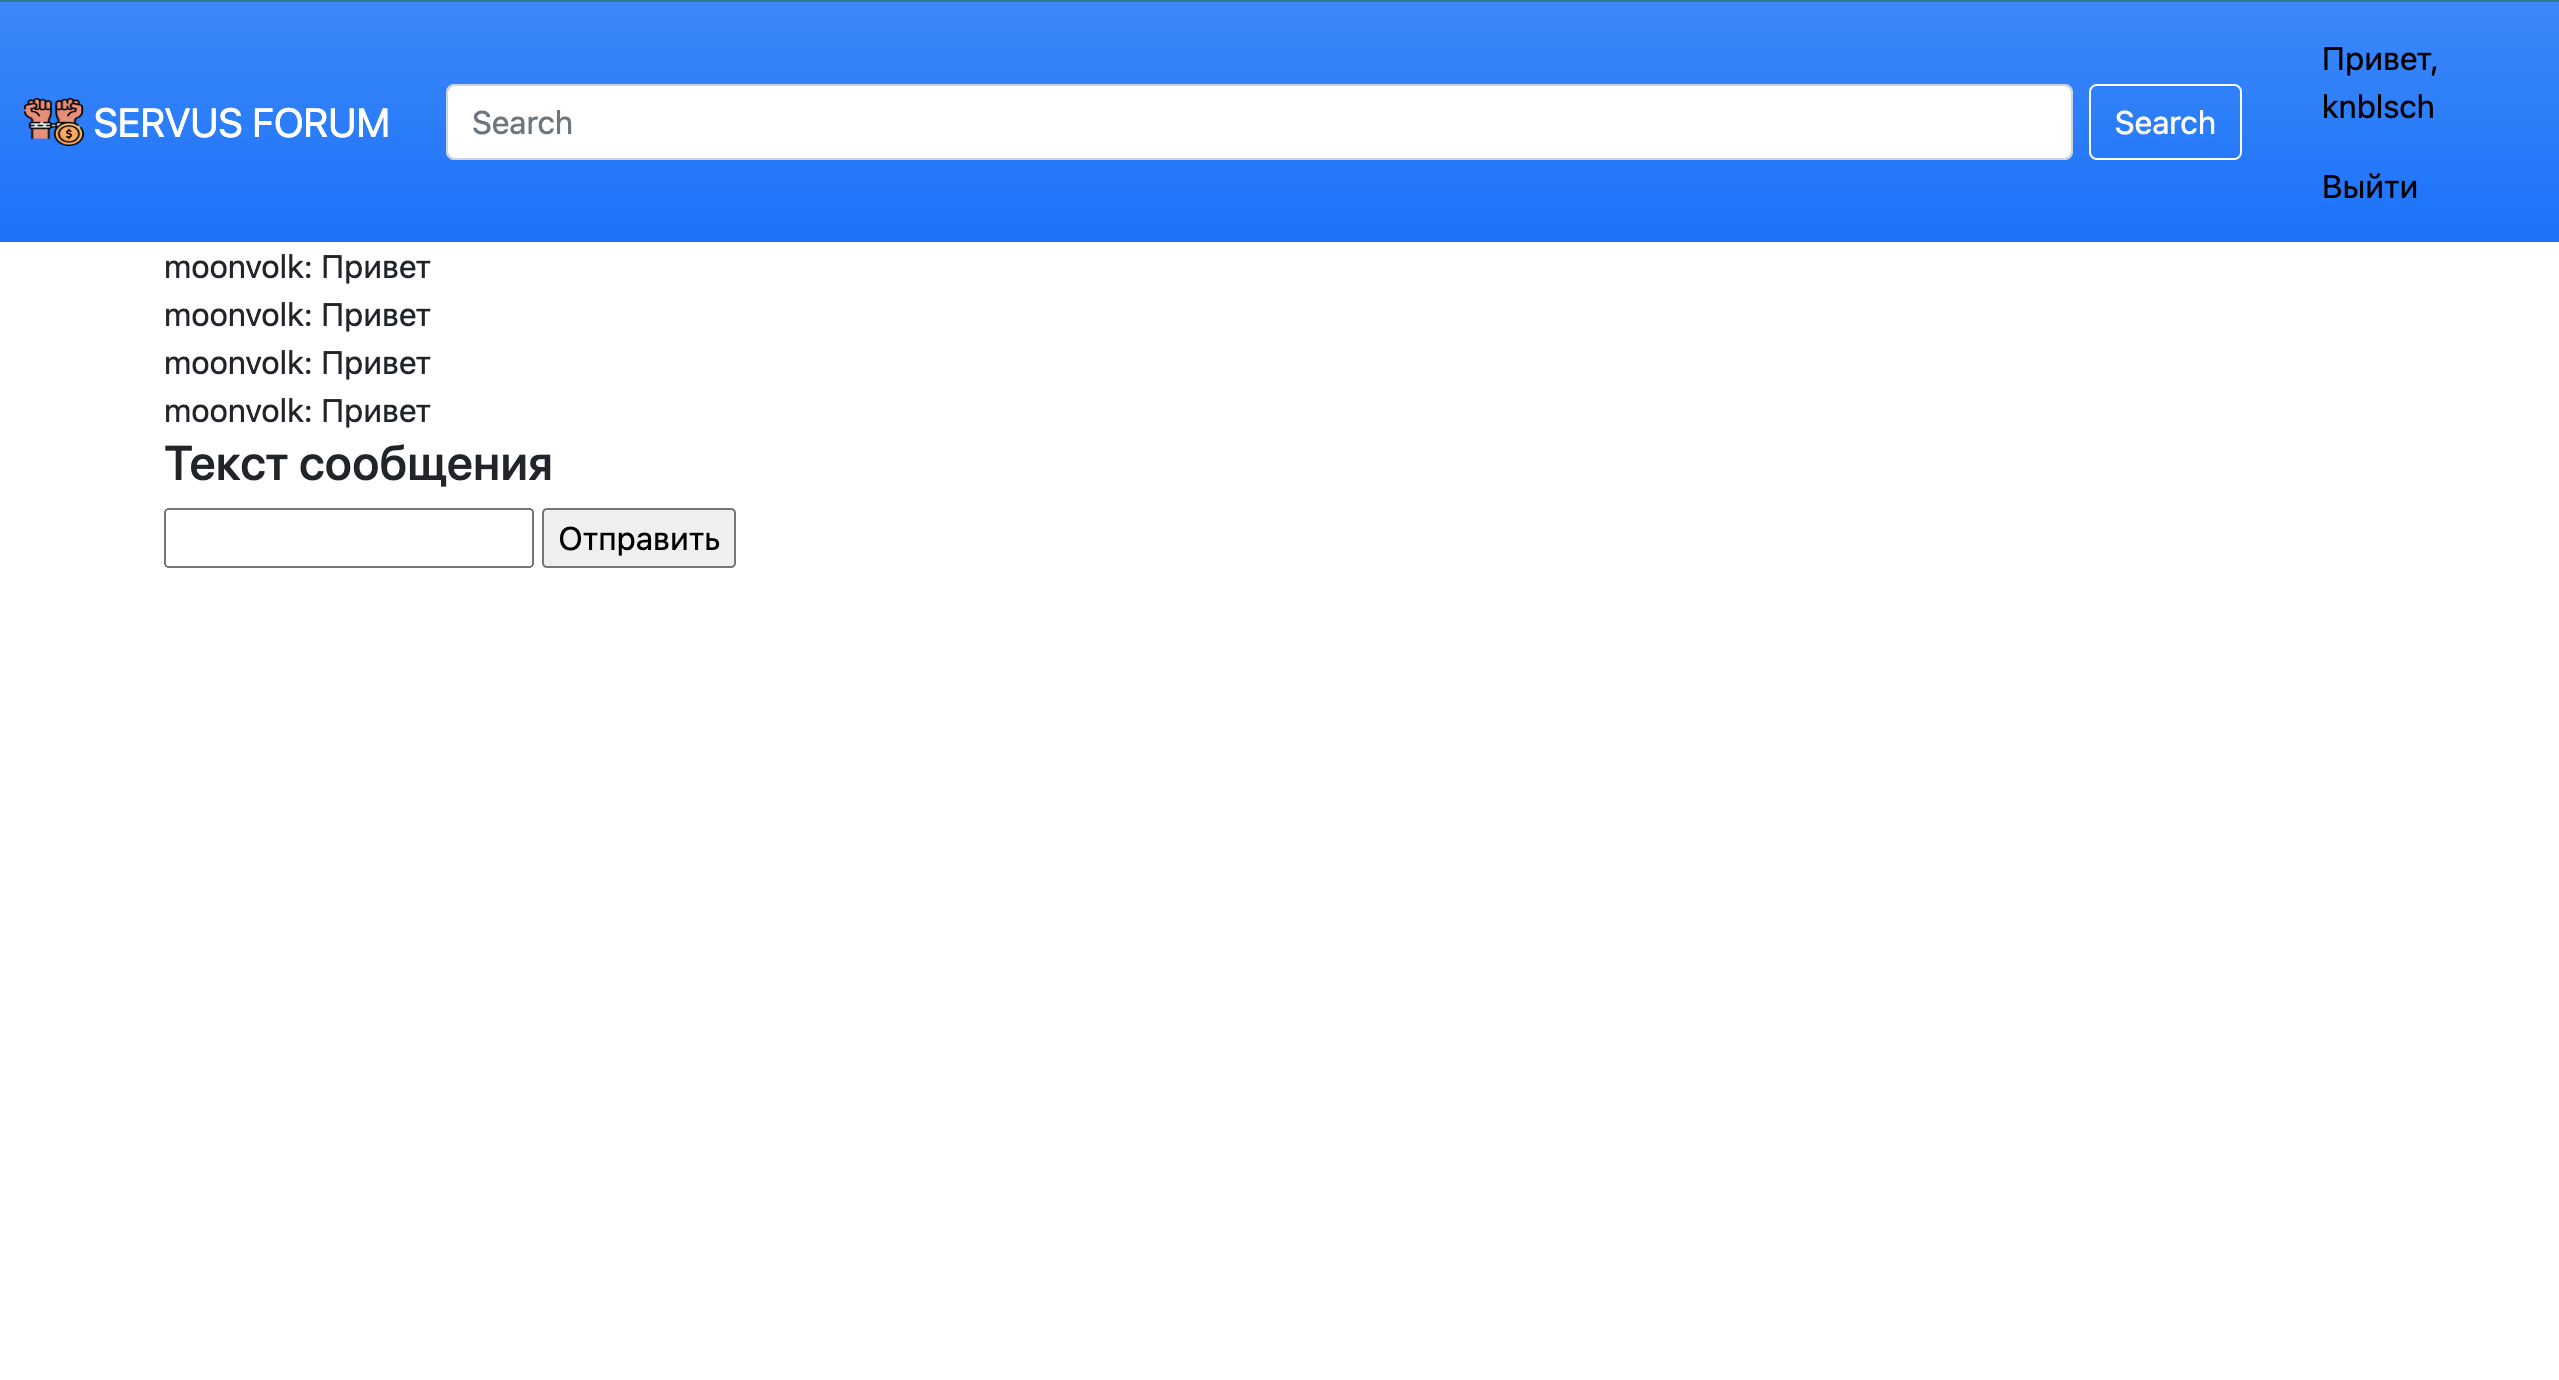 SERVUS FORUM
Search
Search
Привет,
knblsch
Выйти
moonvolk: Привет
moonvolk: Привет
moonvolk: Привет
moonvolk: Привет
Текст сообщения
Отправить